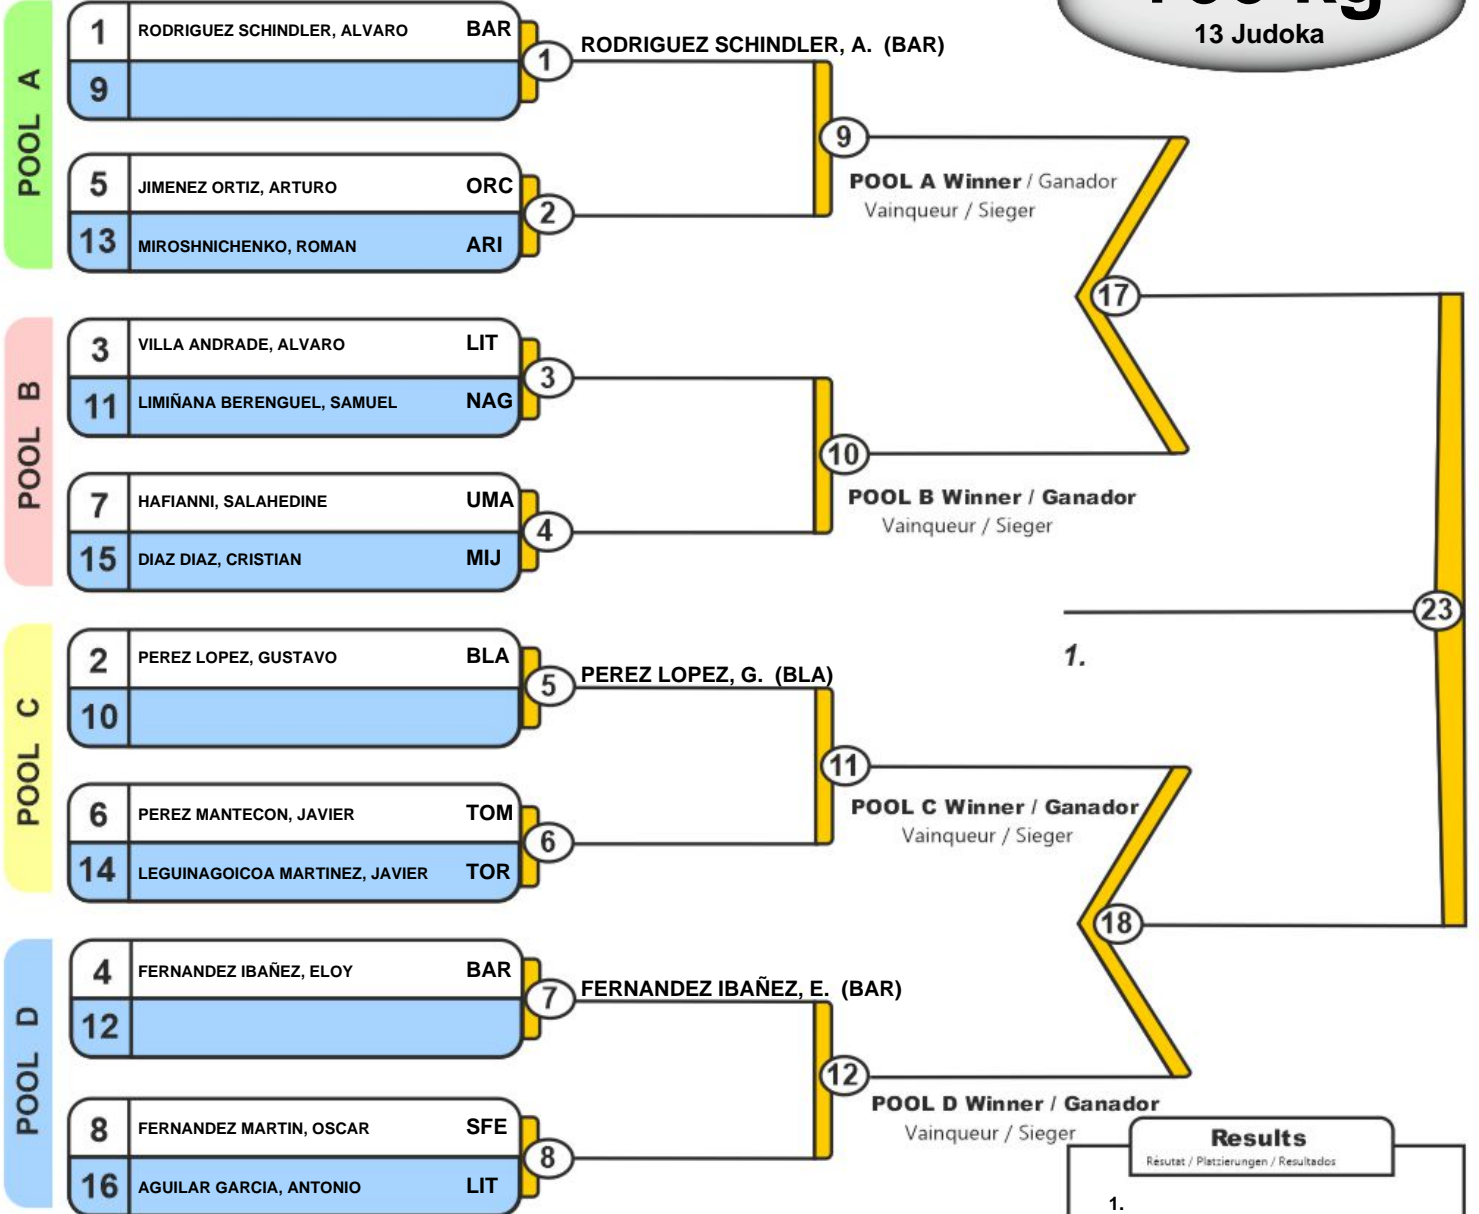 13 Judoka
POOL A
1 RODRIGUEZ SCHINDLER, ALVARO BAR
9
1
RODRIGUEZ SCHINDLER, A. (BAR)
5 JIMENEZ ORTIZ, ARTURO ORC
13 MIROSHNICHENKO, ROMAN ARI
2
9
POOL A Winner / Ganador
Vainqueur / Sieger
17
POOL B
3 VILLA ANDRADE, ALVARO LIT
11 LIMIÑANA BERENGUEL, SAMUEL NAG
3
7 HAFIANNI, SALAHEDINE UMA
15 DIAZ DIAZ, CRISTIAN MIJ
4
10
POOL B Winner / Ganador
Vainqueur / Sieger
23
1.
POOL C
2 PEREZ LOPEZ, GUSTAVO BLA
10
5
PEREZ LOPEZ, G. (BLA)
6 PEREZ MANTECON, JAVIER TOM
14 LEGUINAGOICOA MARTINEZ, JAVIER TOR
6
11
POOL C Winner / Ganador
Vainqueur / Sieger
18
POOL D
4 FERNANDEZ IBAÑEZ, ELOY BAR
12
7
FERNANDEZ IBAÑEZ, E. (BAR)
8 FERNANDEZ MARTIN, OSCAR SFE
16 AGUILAR GARCIA, ANTONIO LIT
8
12
POOL D Winner / Ganador
Vainqueur / Sieger
Results
Résutat / Platzierungen / Resultados
1.